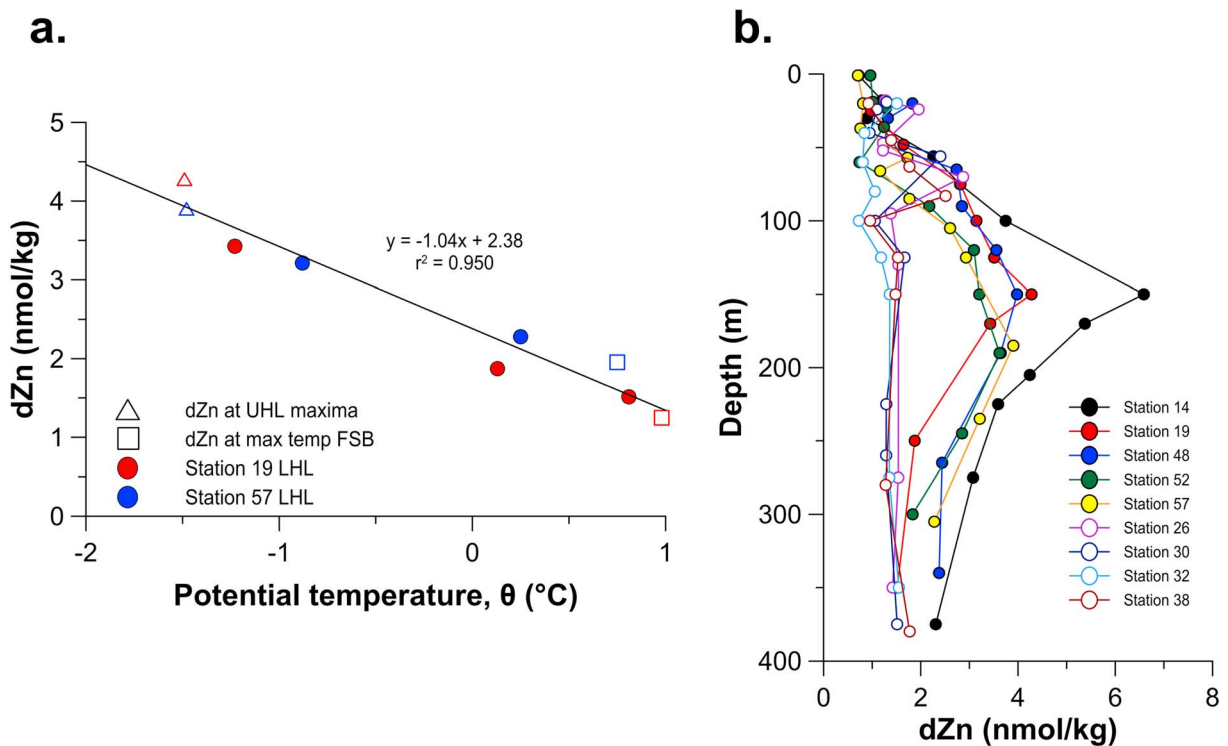 a.
5
4
3
2
1
0
dZn (nmol/kg)
y = -1.04x + 2.38
r² = 0.950
dZn at UHL maxima
dZn at max temp FSB
Station 19 LHL
Station 57 LHL
-2 -1 0 1
Potential temperature, θ (°C)
b.
0
100
200
300
400
Depth (m)
Station 14
Station 19
Station 48
Station 52
Station 57
Station 26
Station 30
Station 32
Station 38
0 2 4 6 8
dZn (nmol/kg)